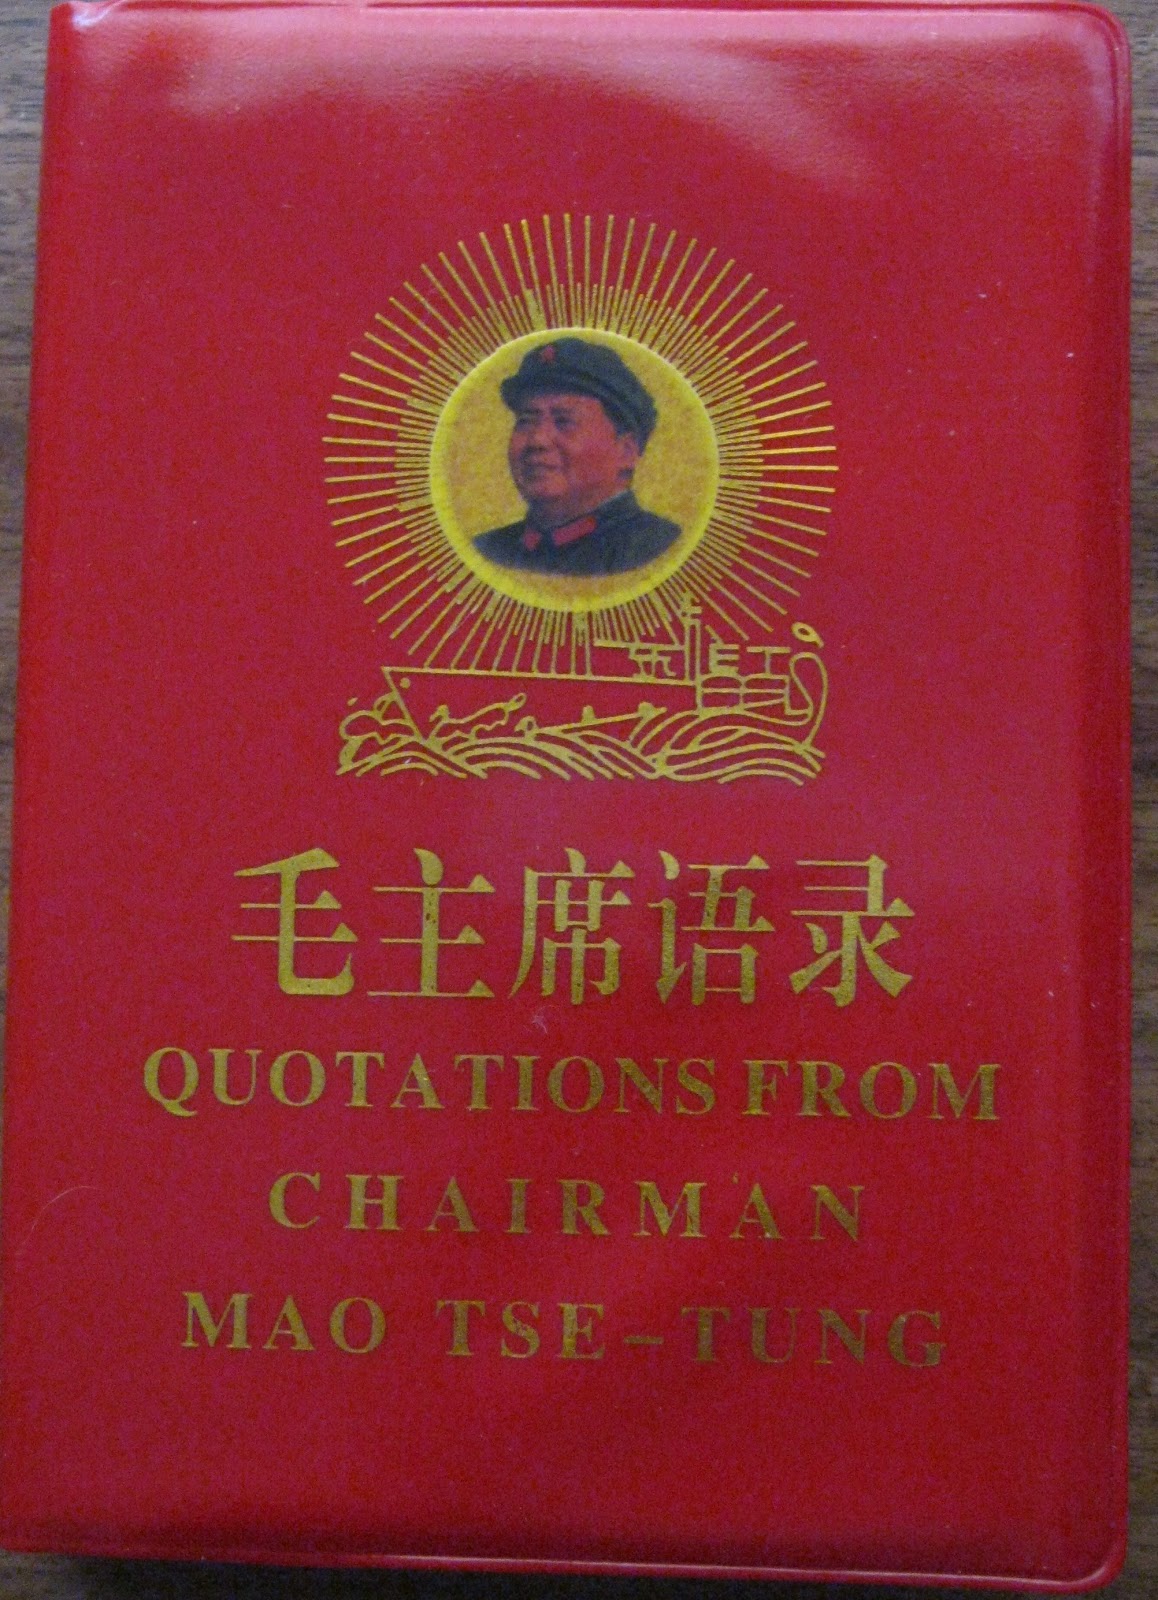 毛主席语录
QUOTATIONS FROM
CHAIRMAN
MAO TSE-TUNG